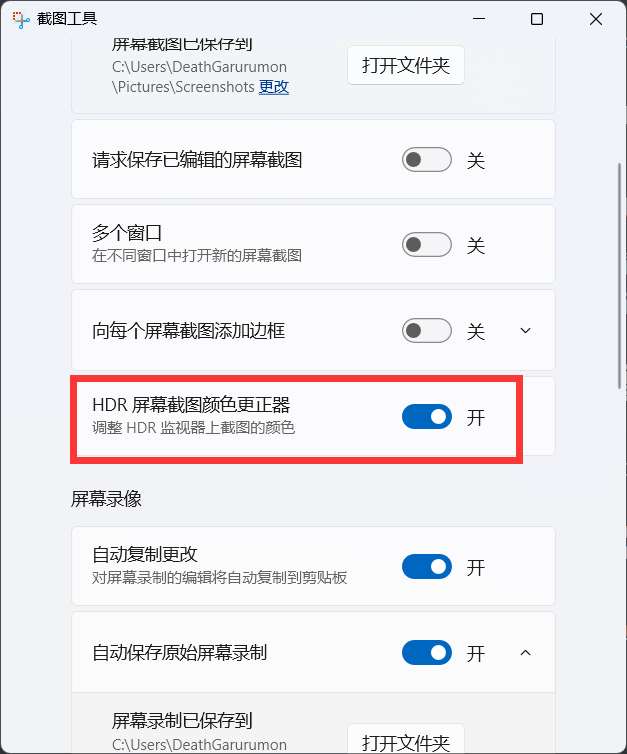 截图工具
屏幕截图已保存到
C:\Users\DeathGarurumon
\Pictures\Screenshots 更改
打开文件夹
请求保存已编辑的屏幕截图
关
多个窗口
在不同窗口中打开新的屏幕截图
关
向每个屏幕截图添加边框
关
HDR 屏幕截图颜色更正器
调整 HDR 监视器上截图的颜色
开
屏幕录像
自动复制更改
对屏幕录制的编辑将自动复制到剪贴板
开
自动保存原始屏幕录制
开
屏幕录制已保存到
C:\Users\DeathGarurumon
打开文件夹